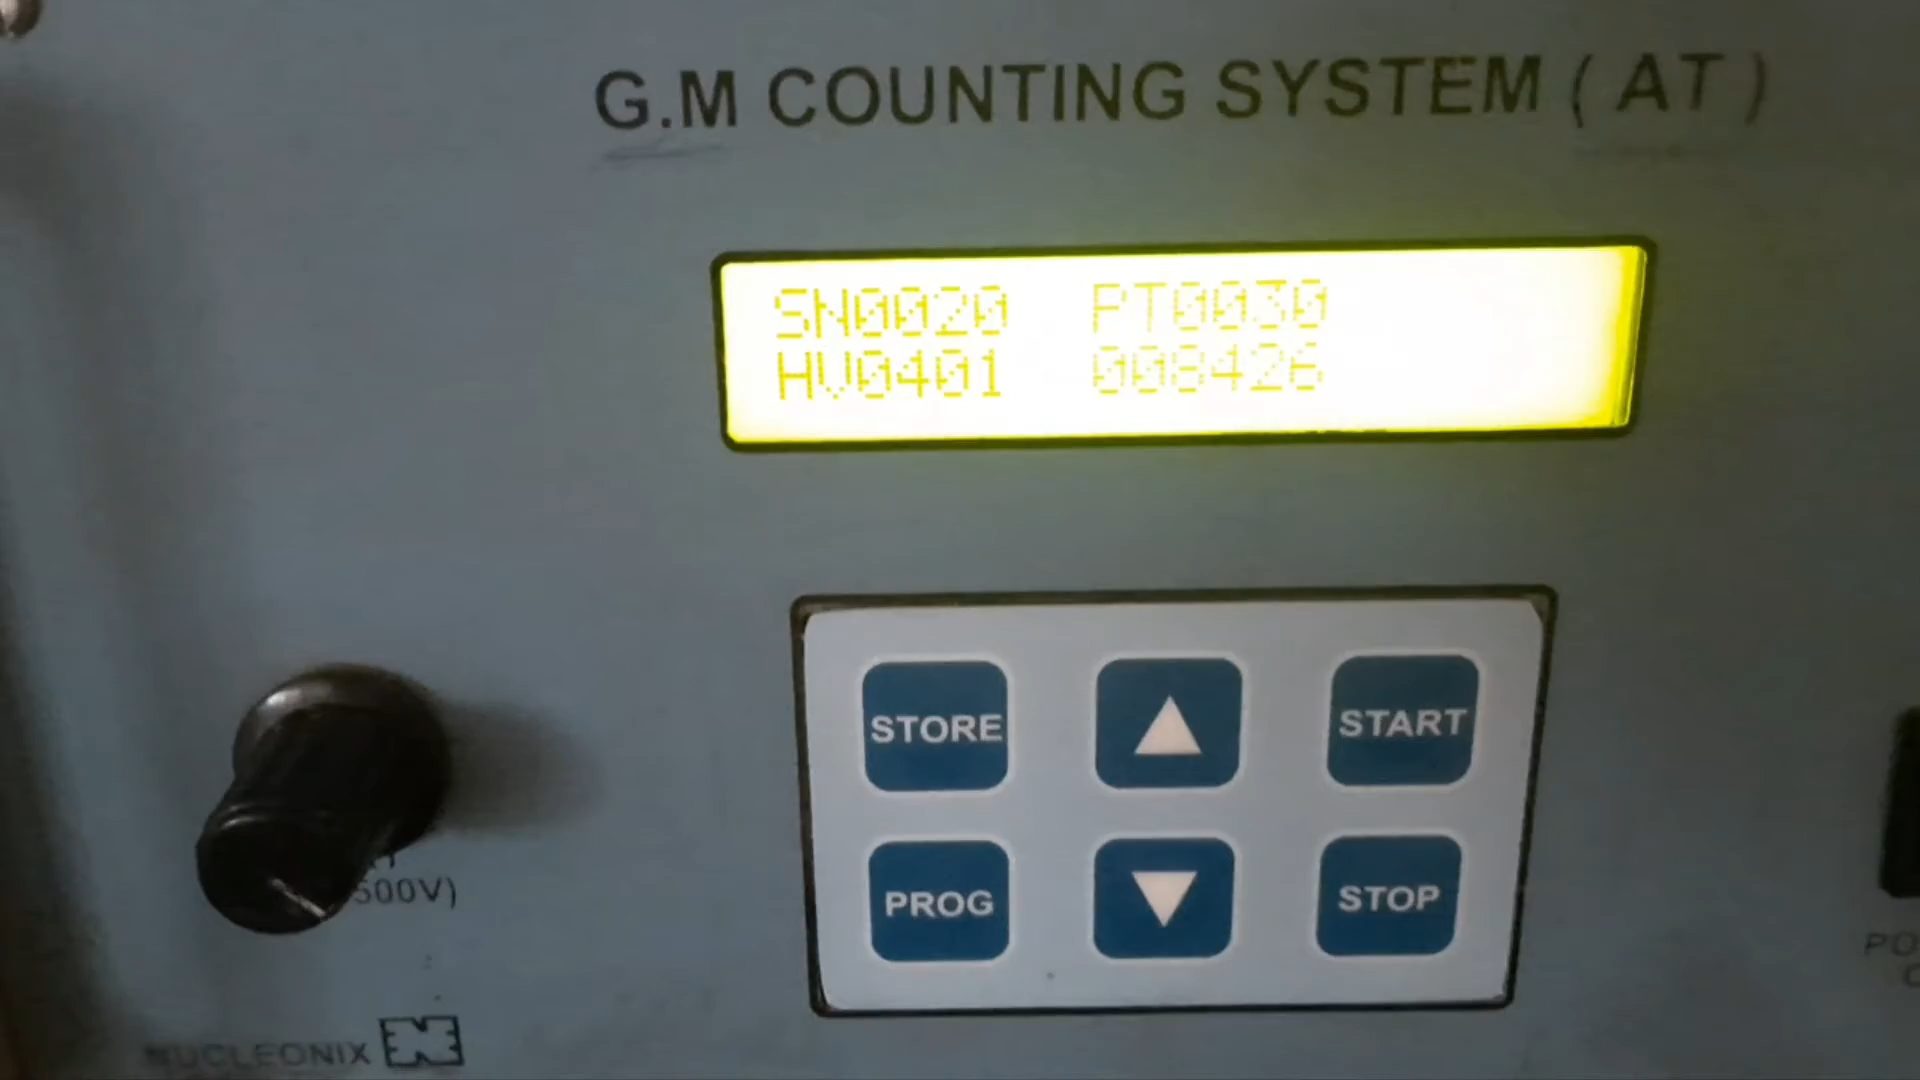 G.M COUNTING SYSTEM ( AT )
SN0020 PT0030
HV0401 008426
STORE
START
PROG
STOP
500V)
NUCLEONIX